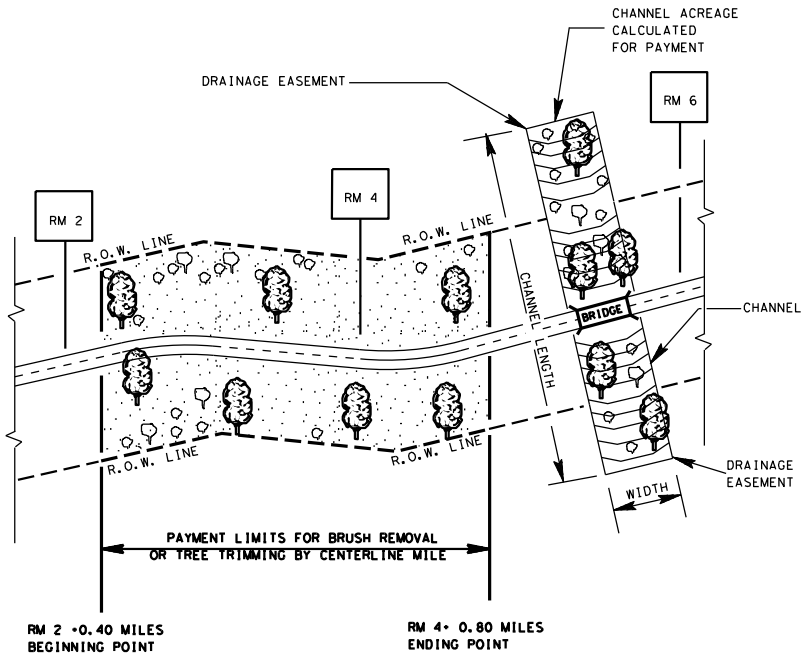 CHANNEL ACREAGE
CALCULATED
FOR PAYMENT
DRAINAGE EASEMENT
RM 6
RM 4
RM 2
R.O.W. LINE
R.O.W. LINE
CHANNEL LENGTH
BRIDGE
CHANNEL
R.O.W. LINE
R.O.W. LINE
DRAINAGE
EASEMENT
WIDTH
PAYMENT LIMITS FOR BRUSH REMOVAL
OR TREE TRIMMING BY CENTERLINE MILE
RM 2 +0.40 MILES
BEGINNING POINT
RM 4+ 0.80 MILES
ENDING POINT